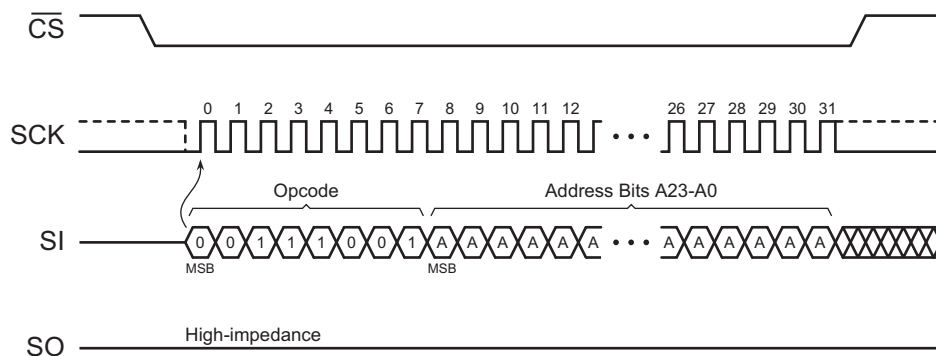 CS
SCK
0 1 2 3 4 5 6 7 8 9 10 11 12 26 27 28 29 30 31
Opcode
Address Bits A23-A0
SI
0 0 1 1 1 0 0 1 A A A A A A • • • A A A A A A
MSB
MSB
High-impedance
SO